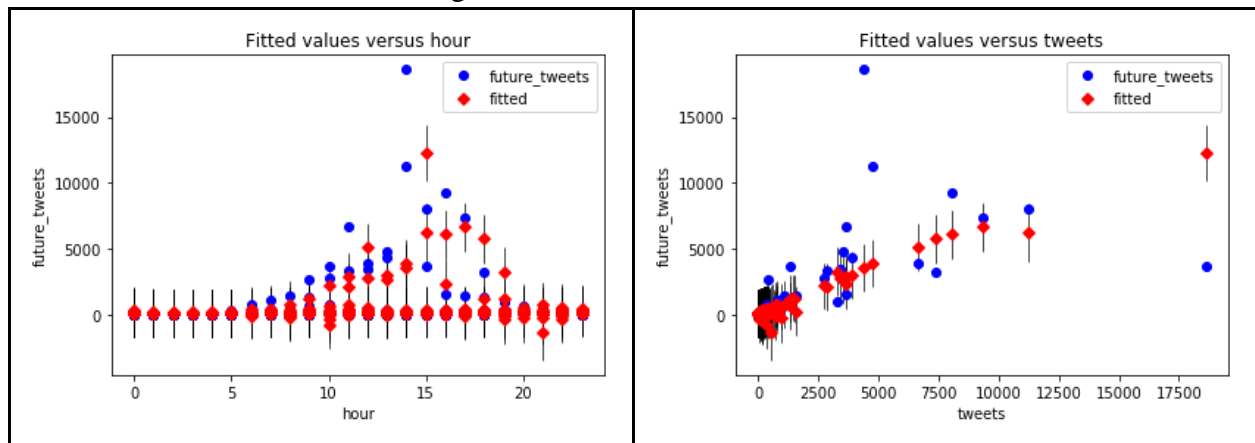 Fitted values versus hour
future_tweets
fitted
15000
10000
5000
0
future_tweets
0 5 10 15 20
hour
Fitted values versus tweets
future_tweets
fitted
15000
10000
5000
0
future_tweets
0 2500 5000 7500 10000 12500 15000 17500
tweets